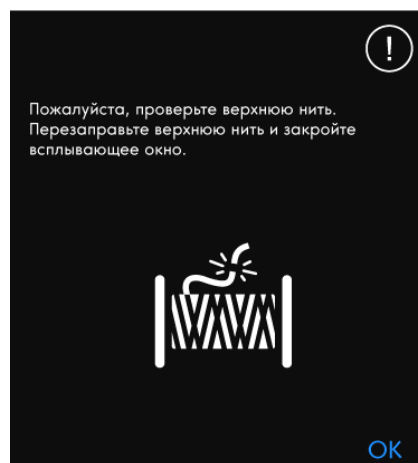 !
Пожалуйста, проверьте верхнюю нить.
Перезаправьте верхнюю нить и закройте
всплывающее окно.
OK